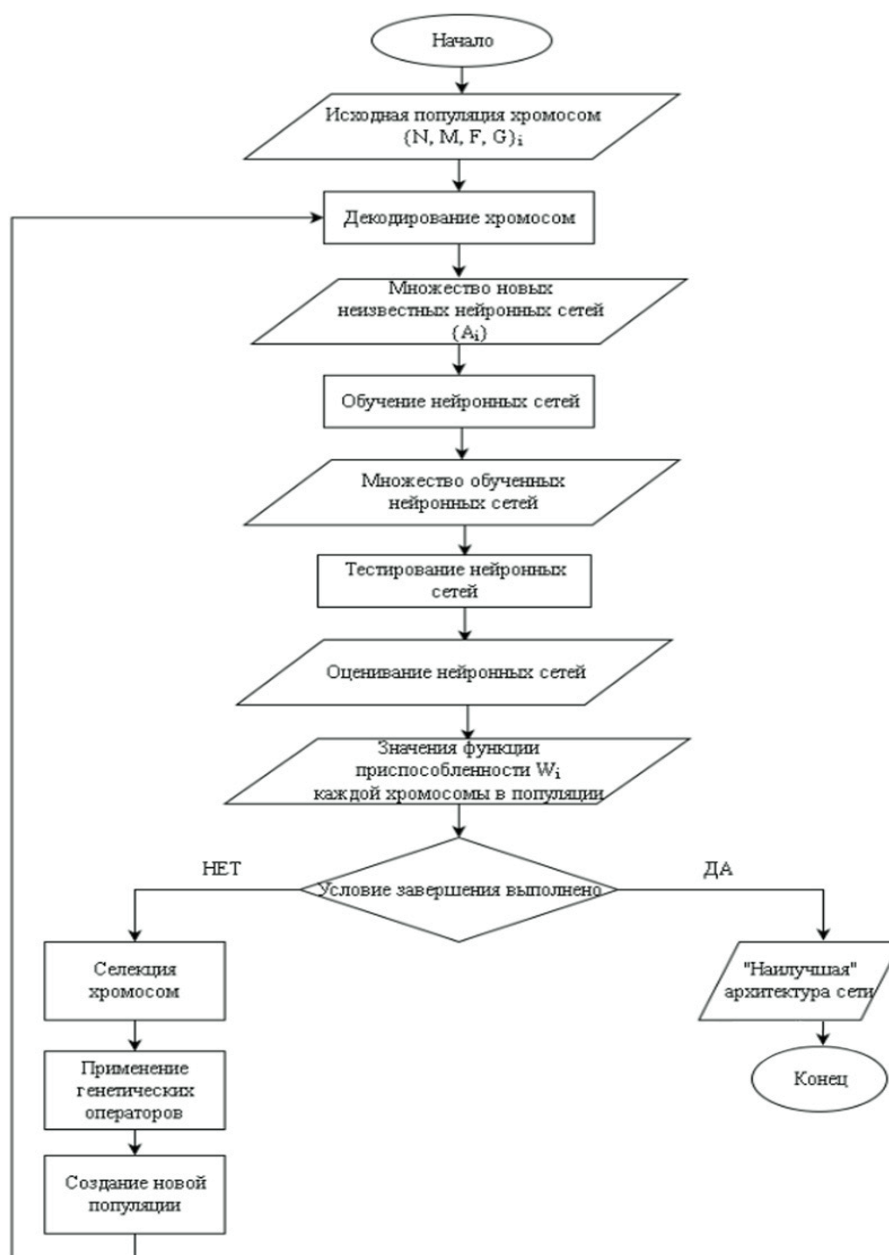 Начало
Исходная популяция хромосом
{N, M, F, G}i
Декодирование хромосом
Множество новых
неизвестных нейронных сетей
{Ai}
Обучение нейронных сетей
Множество обученных
нейронных сетей
Тестирование нейронных
сетей
Оценивание нейронных сетей
Значения функции
приспособленности Wi
каждой хромосомы в популяции
НЕТ
ДА
Условие завершения выполнено
Селекция
хромосом
"Наилучшая"
архитектура сети
Применение
генетических
операторов
Конец
Создание новой
популяции